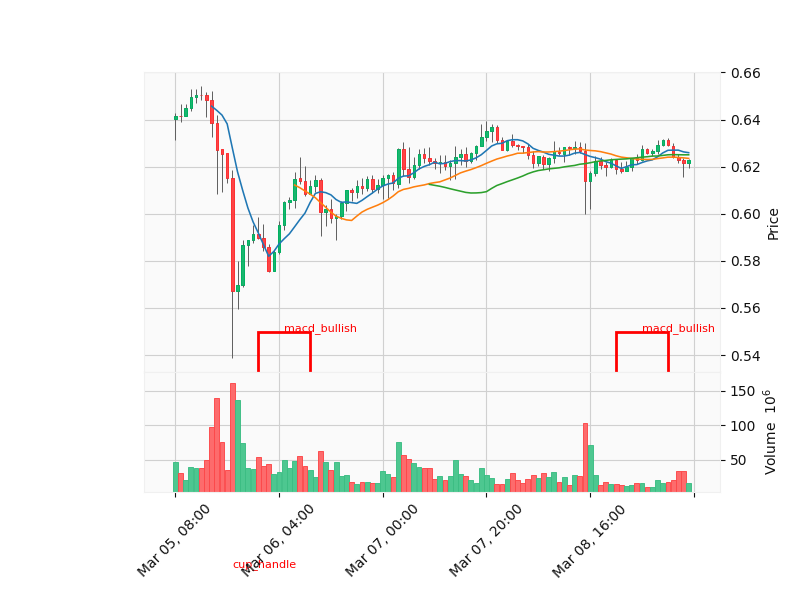 0.66
0.64
0.62
0.60
0.58
0.56
0.54
Price
macd_bullish
macd_bullish
150
100
50
Volume 10^6
Mar 05, 08:00
Mar 06, 04:00
Mar 07, 00:00
Mar 07, 20:00
Mar 08, 16:00
cup_handle